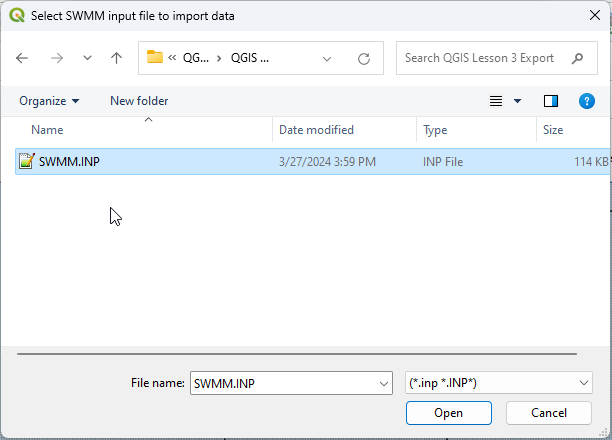 Select SWMM input file to import data
« QG... › QGIS ...
Search QGIS Lesson 3 Export
Organize
New folder
?
Name Date modified Type Size
SWMM.INP 3/27/2024 3:59 PM INP File 114 KB
File name: SWMM.INP (*.inp *.INP*)
Open Cancel